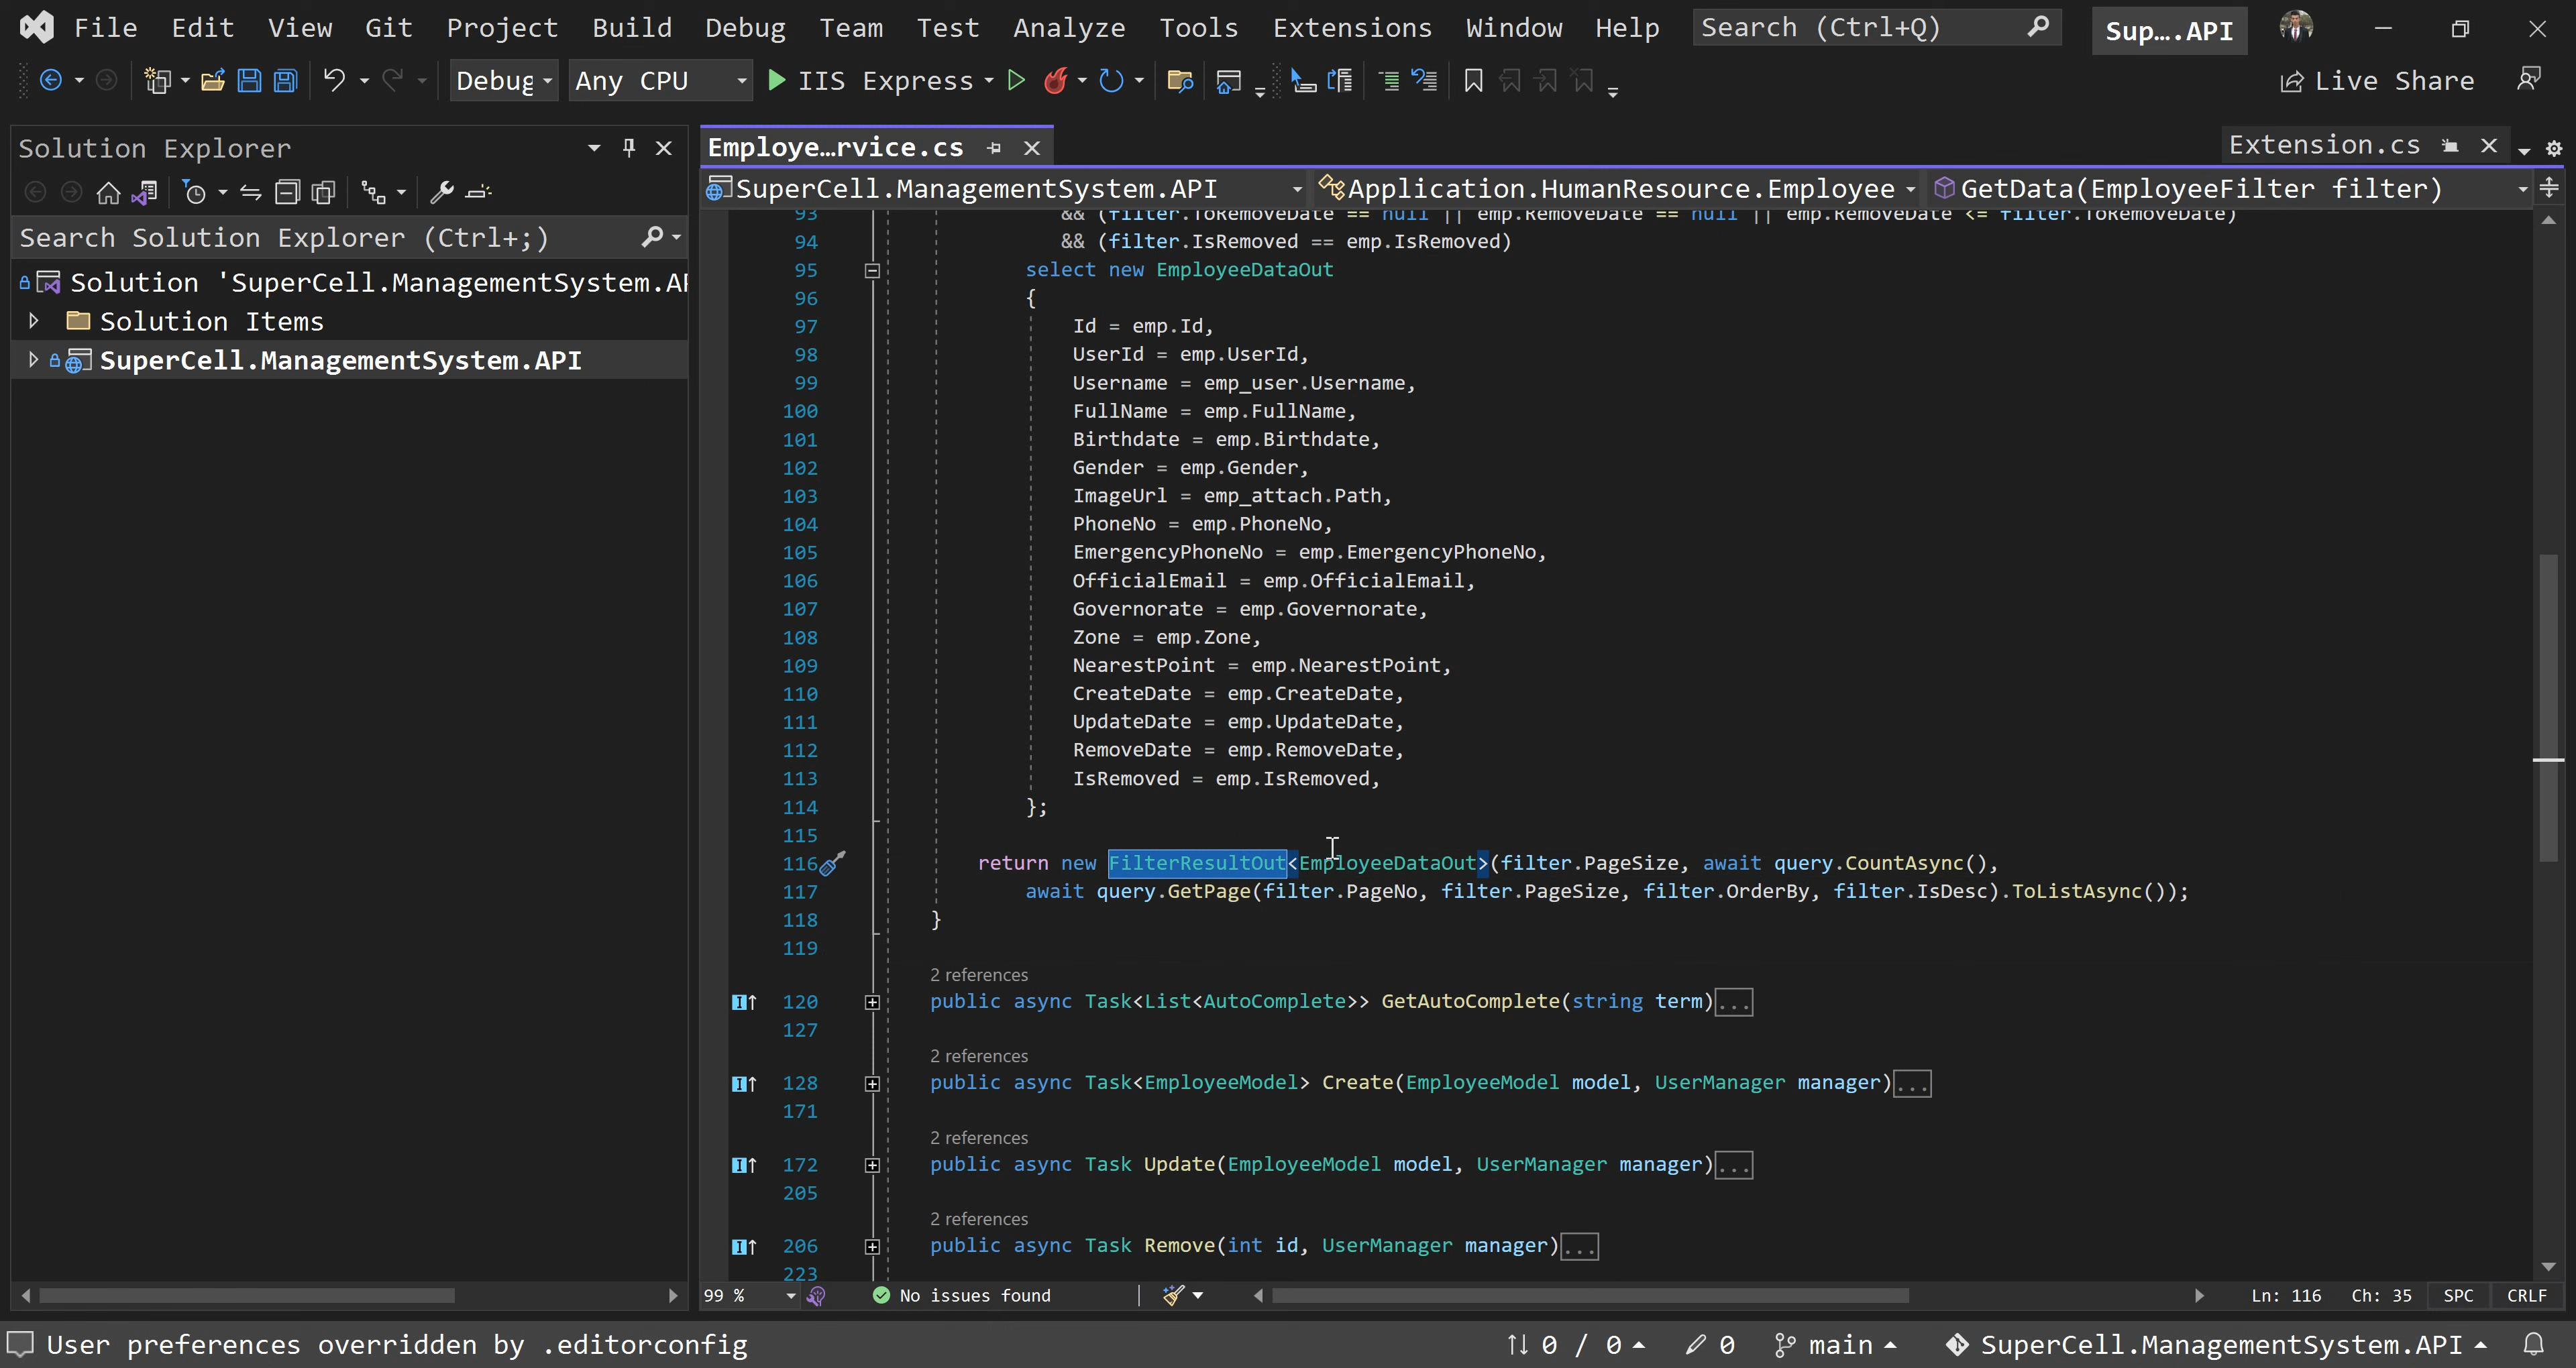 File Edit View Git Project Build Debug Team Test Analyze Tools Extensions Window Help Search (Ctrl+Q) Sup….API
Debug Any CPU IIS Express Live Share
Solution Explorer
Search Solution Explorer (Ctrl+;)
Solution 'SuperCell.ManagementSystem.AP
Solution Items
SuperCell.ManagementSystem.API
Employe…rvice.cs Extension.cs
SuperCell.ManagementSystem.API Application.HumanResource.Employee GetData(EmployeeFilter filter)
93 && (filter.ToRemoveDate == null || emp.RemoveDate == null || emp.RemoveDate <= filter.ToRemoveDate)
94 && (filter.IsRemoved == emp.IsRemoved)
95 select new EmployeeDataOut
96 {
97 Id = emp.Id,
98 UserId = emp.UserId,
99 Username = emp_user.Username,
100 FullName = emp.FullName,
101 Birthdate = emp.Birthdate,
102 Gender = emp.Gender,
103 ImageUrl = emp_attach.Path,
104 PhoneNo = emp.PhoneNo,
105 EmergencyPhoneNo = emp.EmergencyPhoneNo,
106 OfficialEmail = emp.OfficialEmail,
107 Governorate = emp.Governorate,
108 Zone = emp.Zone,
109 NearestPoint = emp.NearestPoint,
110 CreateDate = emp.CreateDate,
111 UpdateDate = emp.UpdateDate,
112 RemoveDate = emp.RemoveDate,
113 IsRemoved = emp.IsRemoved,
114 };
115
116 return new FilterResultOut<EmployeeDataOut>(filter.PageSize, await query.CountAsync(),
117 await query.GetPage(filter.PageNo, filter.PageSize, filter.OrderBy, filter.IsDesc).ToListAsync());
118 }
119
2 references
120 public async Task<List<AutoComplete>> GetAutoComplete(string term)...
127
2 references
128 public async Task<EmployeeModel> Create(EmployeeModel model, UserManager manager)...
171
2 references
172 public async Task Update(EmployeeModel model, UserManager manager)...
205
2 references
206 public async Task Remove(int id, UserManager manager)...
223
99 % No issues found Ln: 116 Ch: 35 SPC CRLF
User preferences overridden by .editorconfig 0 / 0 0 main SuperCell.ManagementSystem.API